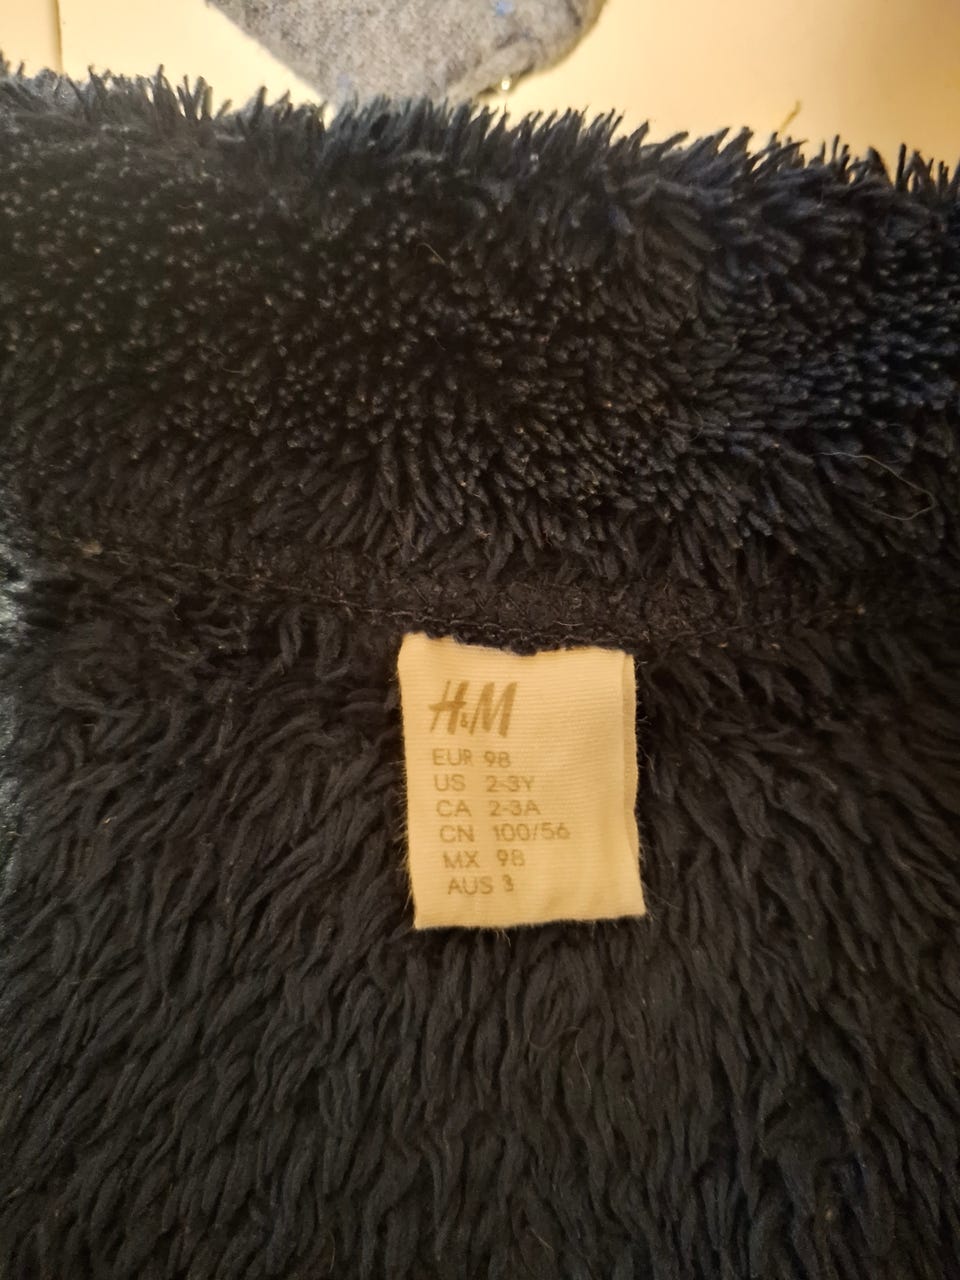 H&M
EUR 98
US 2-3Y
CA 2-3A
CN 100/56
MX 98
AUS 3